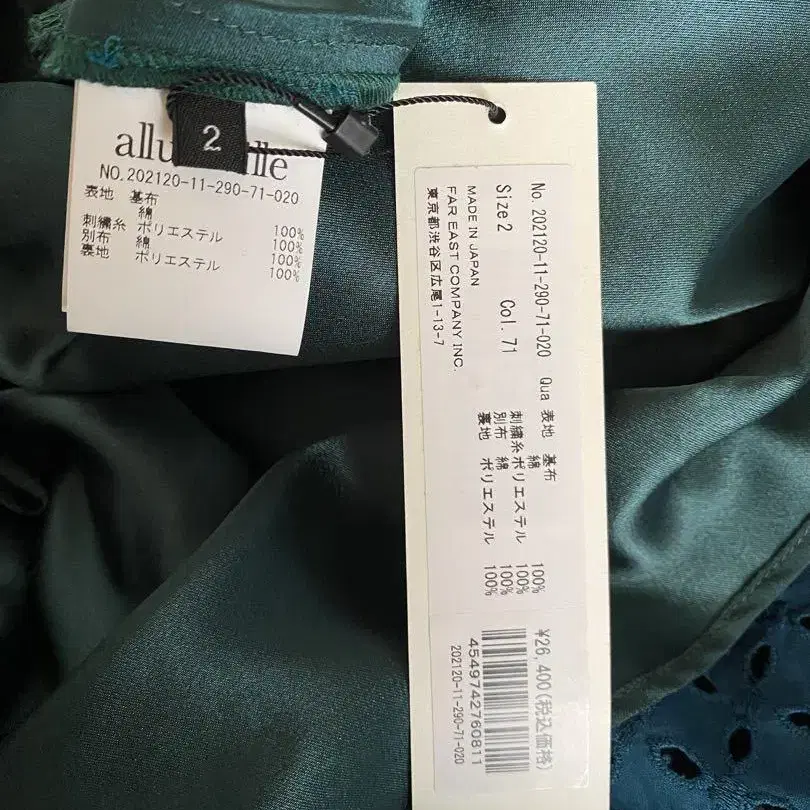 2
allu lle
NO.202120-11-290-71-020
表地 基布
綿 100%
刺繍糸 ポリエステル 100%
別布 綿 100%
裏地 ポリエステル 100%
No. 202120-11-290-71-020 Qua 表地 基布
綿 100%
Size 2 Col. 71 刺繍糸 ポリエステル 100%
別布 綿 100%
裏地 ポリエステル 100%
MADE IN JAPAN
FAR EAST COMPANY INC.
東京都渋谷区広尾1-13-7
¥26,400(税込価格)
4549742760811
202120-11-290-71-020